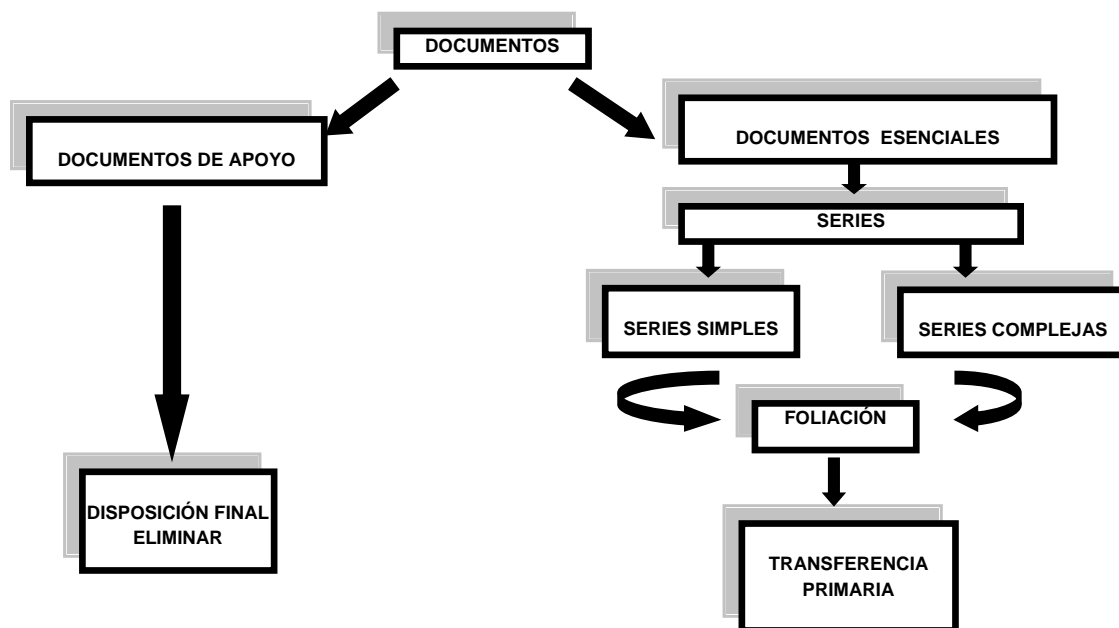 DOCUMENTOS
DOCUMENTOS DE APOYO
DOCUMENTOS ESENCIALES
SERIES
SERIES SIMPLES
SERIES COMPLEJAS
FOLIACIÓN
DISPOSICIÓN FINAL
ELIMINAR
TRANSFERENCIA
PRIMARIA